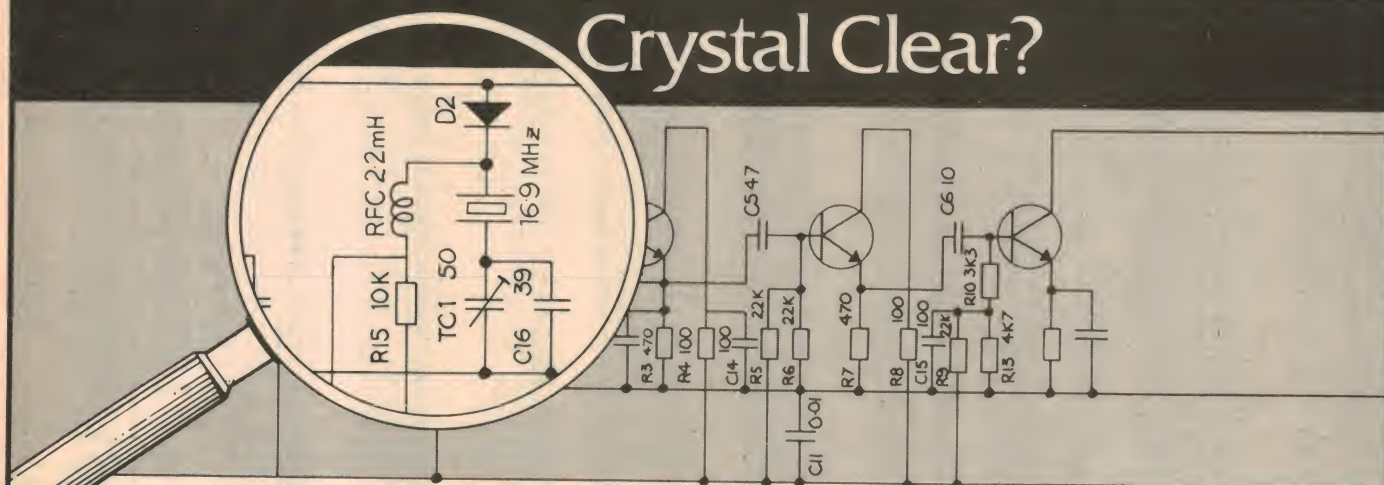 Crystal Clear?
D2
RFC 2·2mH
16·9 MHz
R15 10K
TC1 50
C16 39
R3 470
R4 100
C14 100
R5 22K
R6 22K
C5 47
C11 0·01
R7 470
R8 100
C15 100
R9 22K
C6 10
R10 3K3
R13 4K7